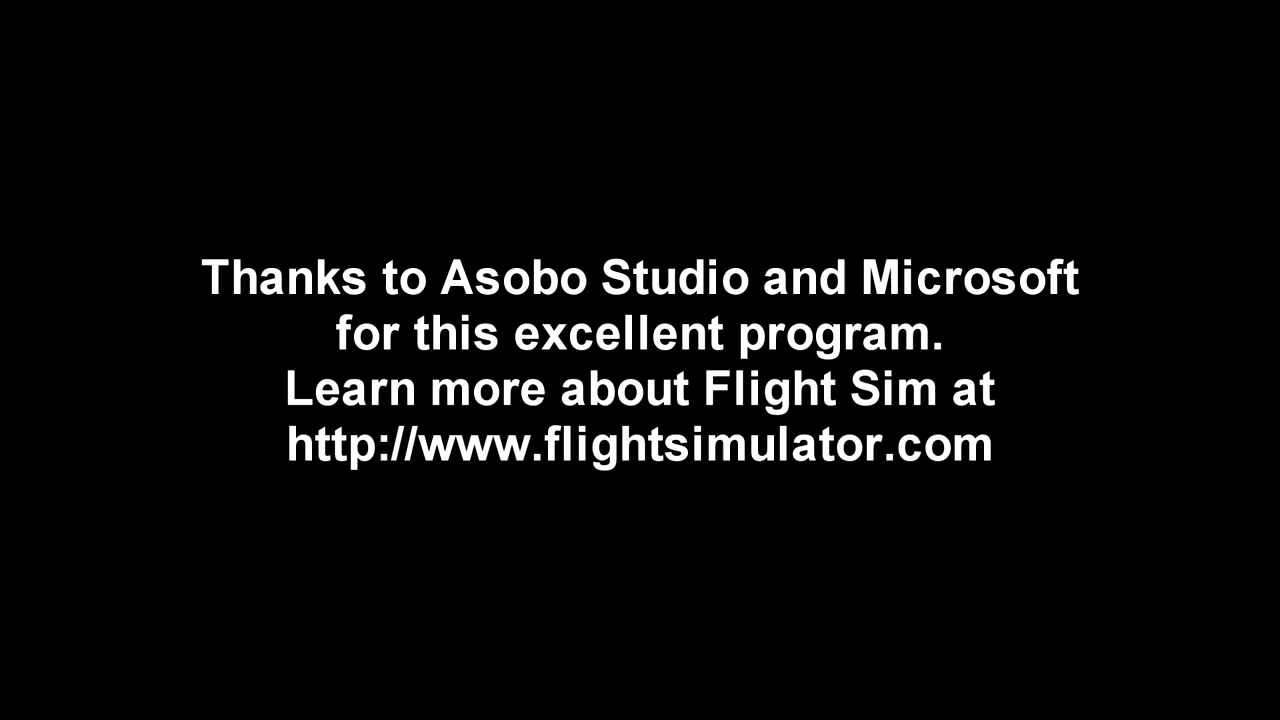 Thanks to Asobo Studio and Microsoft
for this excellent program.
Learn more about Flight Sim at
http://www.flightsimulator.com